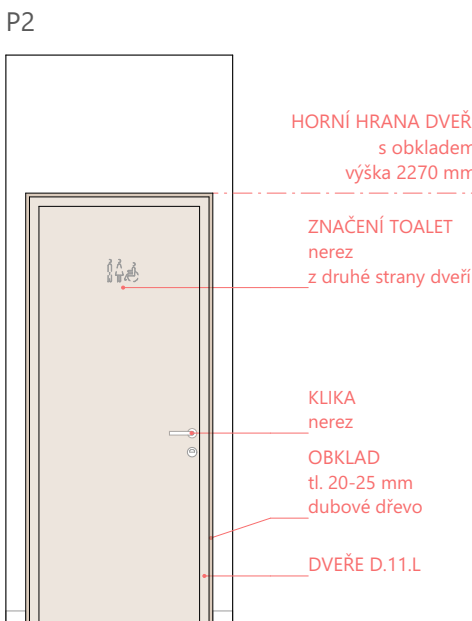 P2
HORNÍ HRANA DVEŘ
s obkladem
výška 2270 mm
ZNAČENÍ TOALET
nerez
z druhé strany dveří
KLIKA
nerez
OBKLAD
tl. 20-25 mm
dubové dřevo
DVEŘE D.11.L